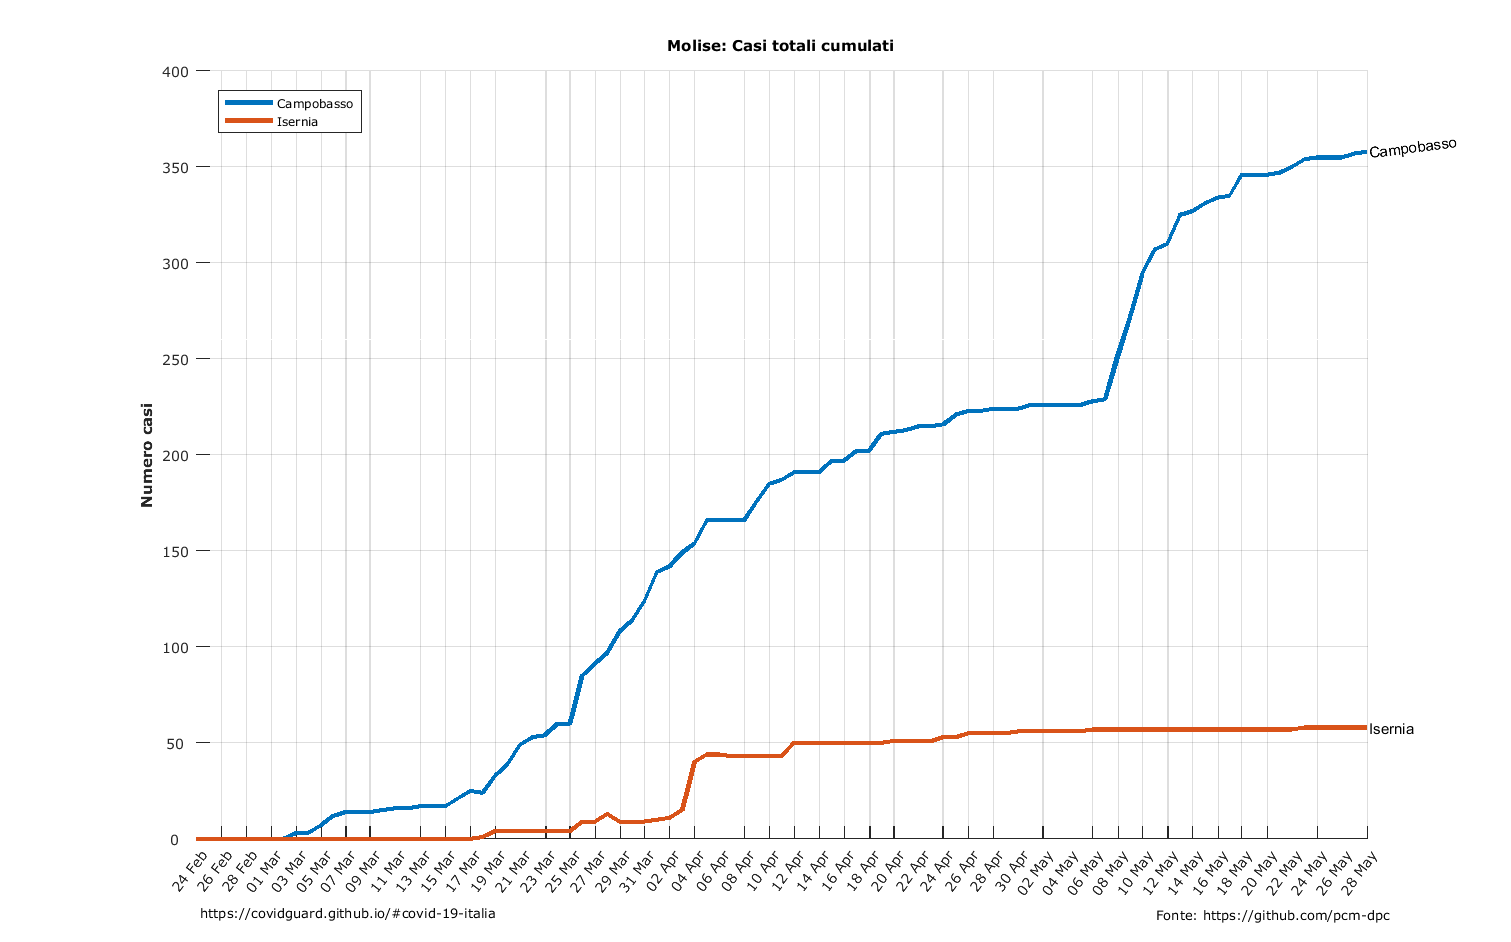 Molise: Casi totali cumulati
400
350
300
250
200
150
100
50
0
Numero casi
Campobasso
Isernia
Campobasso
Isernia
24 Feb
26 Feb
28 Feb
01 Mar
03 Mar
05 Mar
07 Mar
09 Mar
11 Mar
13 Mar
15 Mar
17 Mar
19 Mar
21 Mar
23 Mar
25 Mar
27 Mar
29 Mar
31 Mar
02 Apr
04 Apr
06 Apr
08 Apr
10 Apr
12 Apr
14 Apr
16 Apr
18 Apr
20 Apr
22 Apr
24 Apr
26 Apr
28 Apr
30 Apr
02 May
04 May
06 May
08 May
10 May
12 May
14 May
16 May
18 May
20 May
22 May
24 May
26 May
28 May
https://covidguard.github.io/#covid-19-italia
Fonte: https://github.com/pcm-dpc